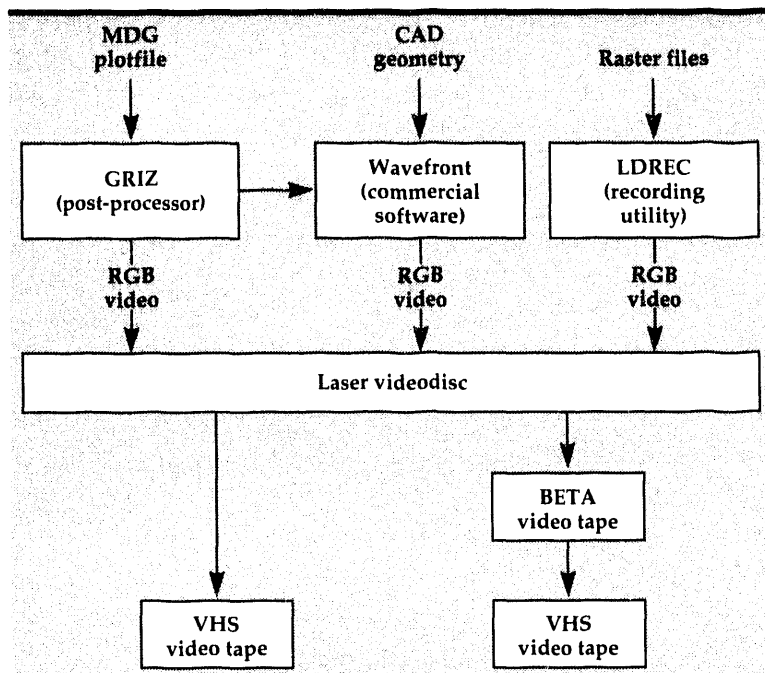 MDG
plotfile
CAD
geometry
Raster files
GRIZ
(post-processor)
Wavefront
(commercial
software)
LDREC
(recording
utility)
RGB
video
RGB
video
RGB
video
Laser videodisc
BETA
video tape
VHS
video tape
VHS
video tape